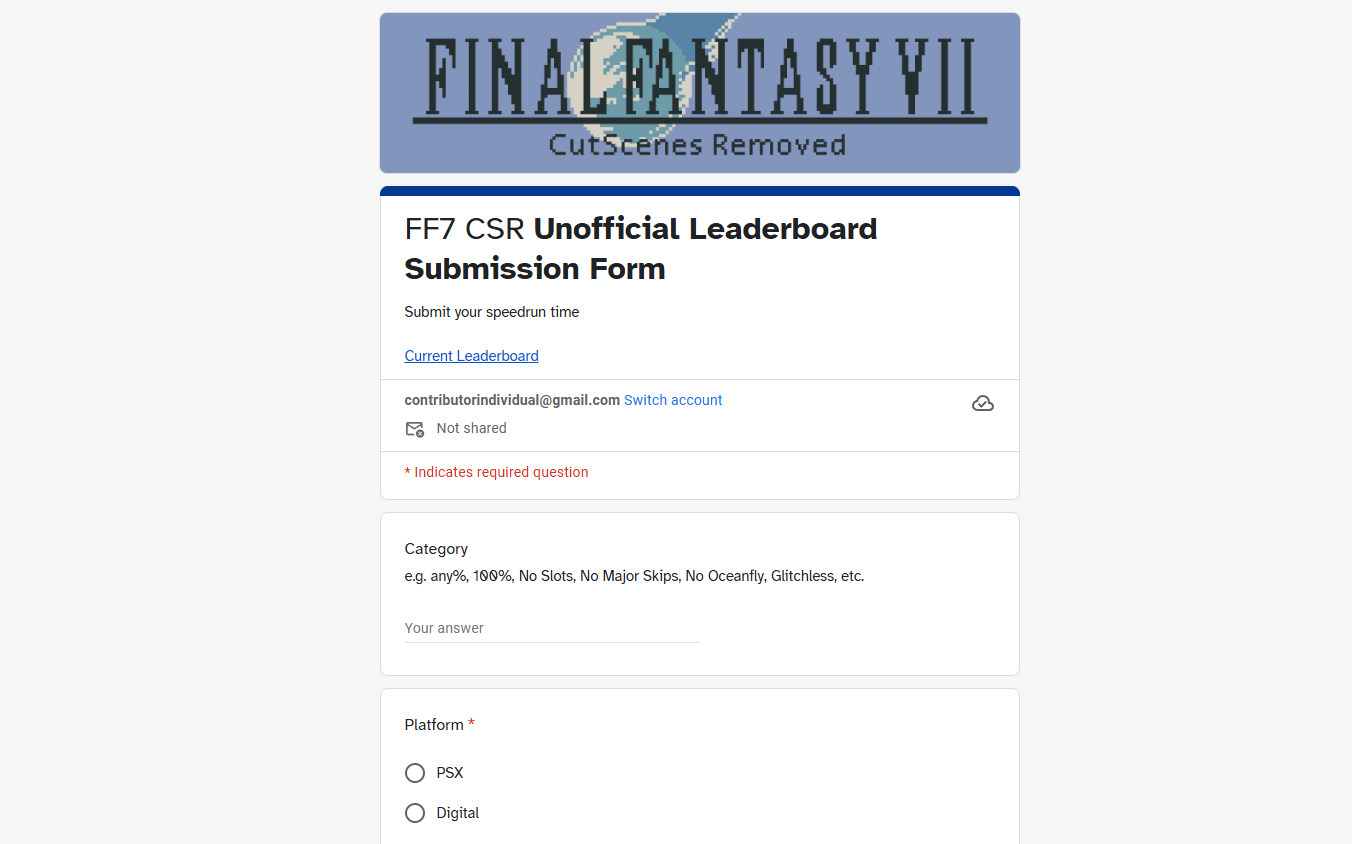 FINAL FANTASY VII
CutScenes Removed
FF7 CSR Unofficial Leaderboard
Submission Form
Submit your speedrun time
Current Leaderboard
contributorindividual@gmail.com Switch account
Not shared
* Indicates required question
Category
e.g. any%, 100%, No Slots, No Major Skips, No Oceanfly, Glitchless, etc.
Your answer
Platform *
PSX
Digital